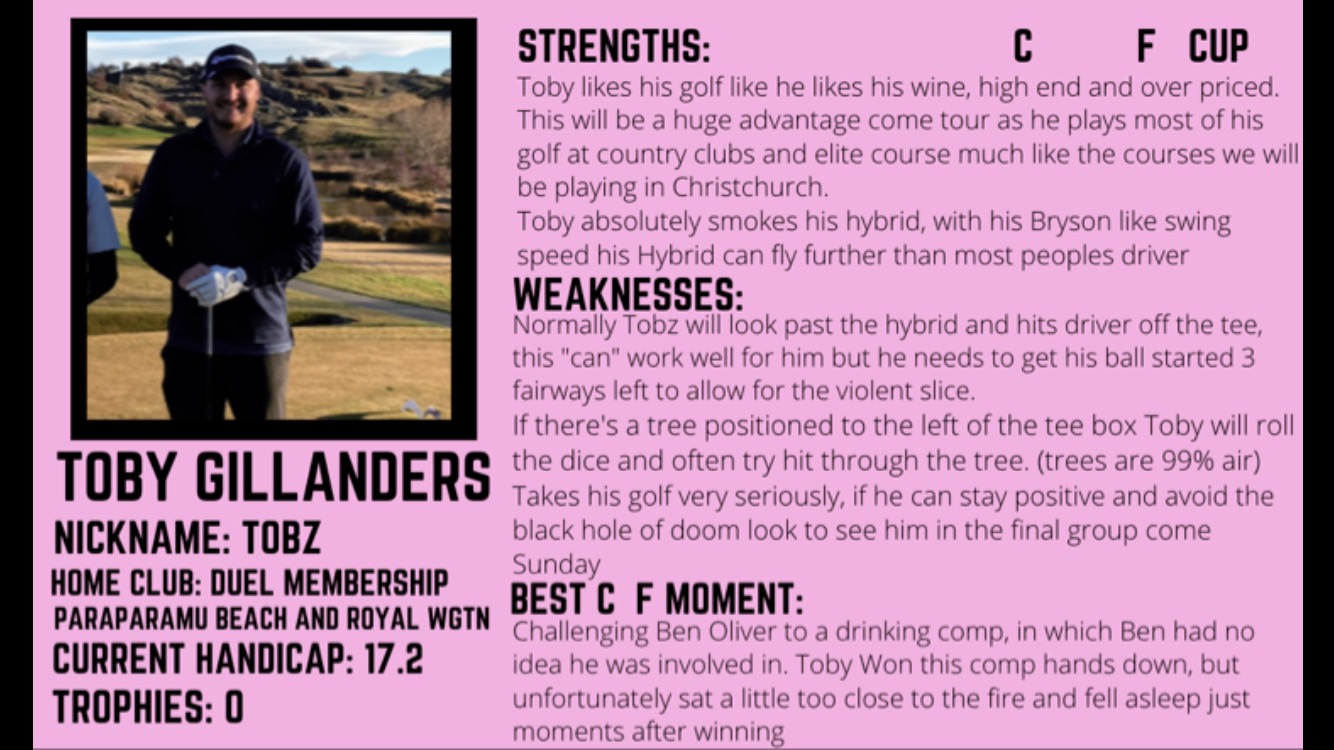 STRENGTHS: C F CUP
Toby likes his golf like he likes his wine, high end and over priced.
This will be a huge advantage come tour as he plays most of his
golf at country clubs and elite course much like the courses we will
be playing in Christchurch.
Toby absolutely smokes his hybrid, with his Bryson like swing
speed his Hybrid can fly further than most peoples driver
WEAKNESSES:
Normally Tobz will look past the hybrid and hits driver off the tee,
this "can" work well for him but he needs to get his ball started 3
fairways left to allow for the violent slice.
If there's a tree positioned to the left of the tee box Toby will roll
the dice and often try hit through the tree. (trees are 99% air)
Takes his golf very seriously, if he can stay positive and avoid the
black hole of doom look to see him in the final group come
Sunday
BEST C F MOMENT:
Challenging Ben Oliver to a drinking comp, in which Ben had no
idea he was involved in. Toby Won this comp hands down, but
unfortunately sat a little too close to the fire and fell asleep just
moments after winning
TOBY GILLANDERS
NICKNAME: TOBZ
HOME CLUB: DUEL MEMBERSHIP
PARAPARAMU BEACH AND ROYAL WGTN
CURRENT HANDICAP: 17.2
TROPHIES: 0